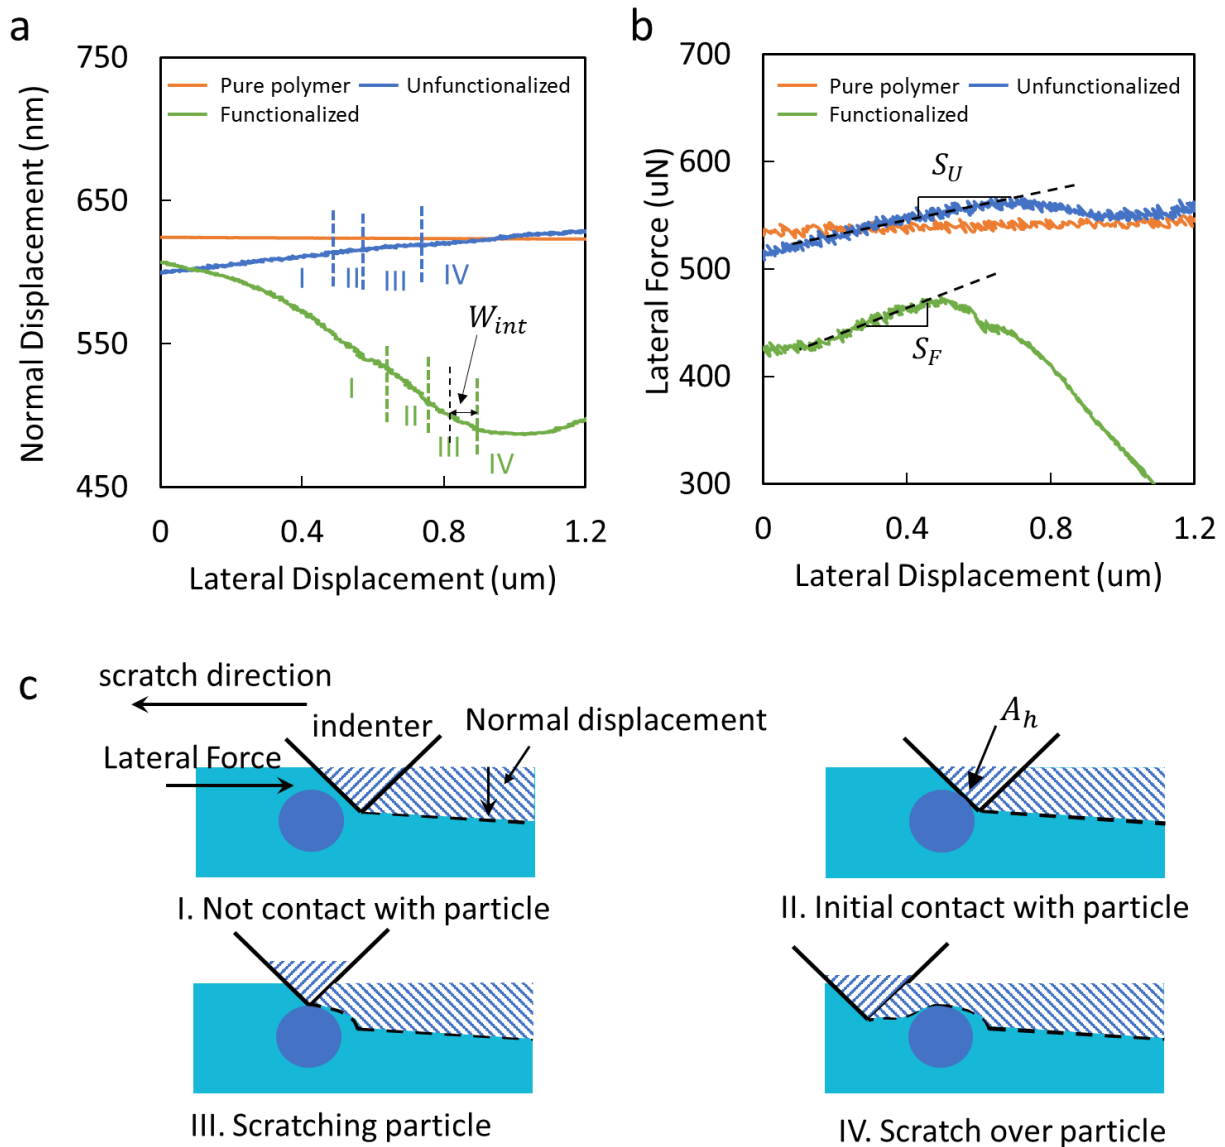 a
750
650
550
450
Normal Displacement (nm)
Pure polymer
Unfunctionalized
Functionalized
I
II
III
IV
W_int
I
II
III
IV
0
0.4
0.8
1.2
Lateral Displacement (um)
b
700
600
500
400
300
Lateral Force (uN)
Pure polymer
Unfunctionalized
Functionalized
S_U
S_F
0
0.4
0.8
1.2
Lateral Displacement (um)
c
scratch direction
indenter
Normal displacement
Lateral Force
I. Not contact with particle
A_h
II. Initial contact with particle
III. Scratching particle
IV. Scratch over particle